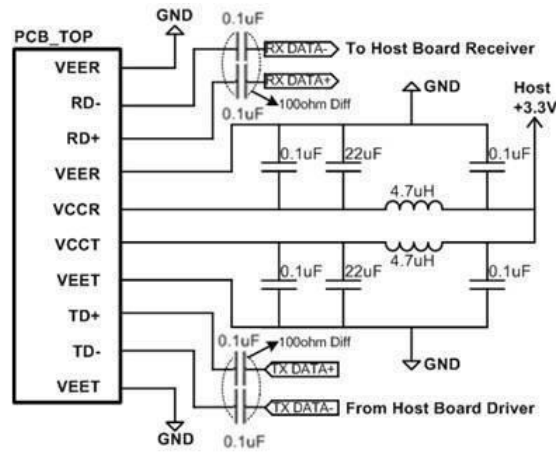 GND
0.1uF
PCB_TOP
RX DATA- To Host Board Receiver
VEER
RX DATA+
RD-
0.1uF
100ohm Diff
GND
Host
+3.3V
RD+
VEER
0.1uF
22uF
0.1uF
4.7uH
VCCR
VCCT
4.7uH
VEET
0.1uF
22uF
0.1uF
TD+
0.1uF
100ohm Diff
GND
TD-
TX DATA+
VEET
TX DATA- From Host Board Driver
GND
0.1uF